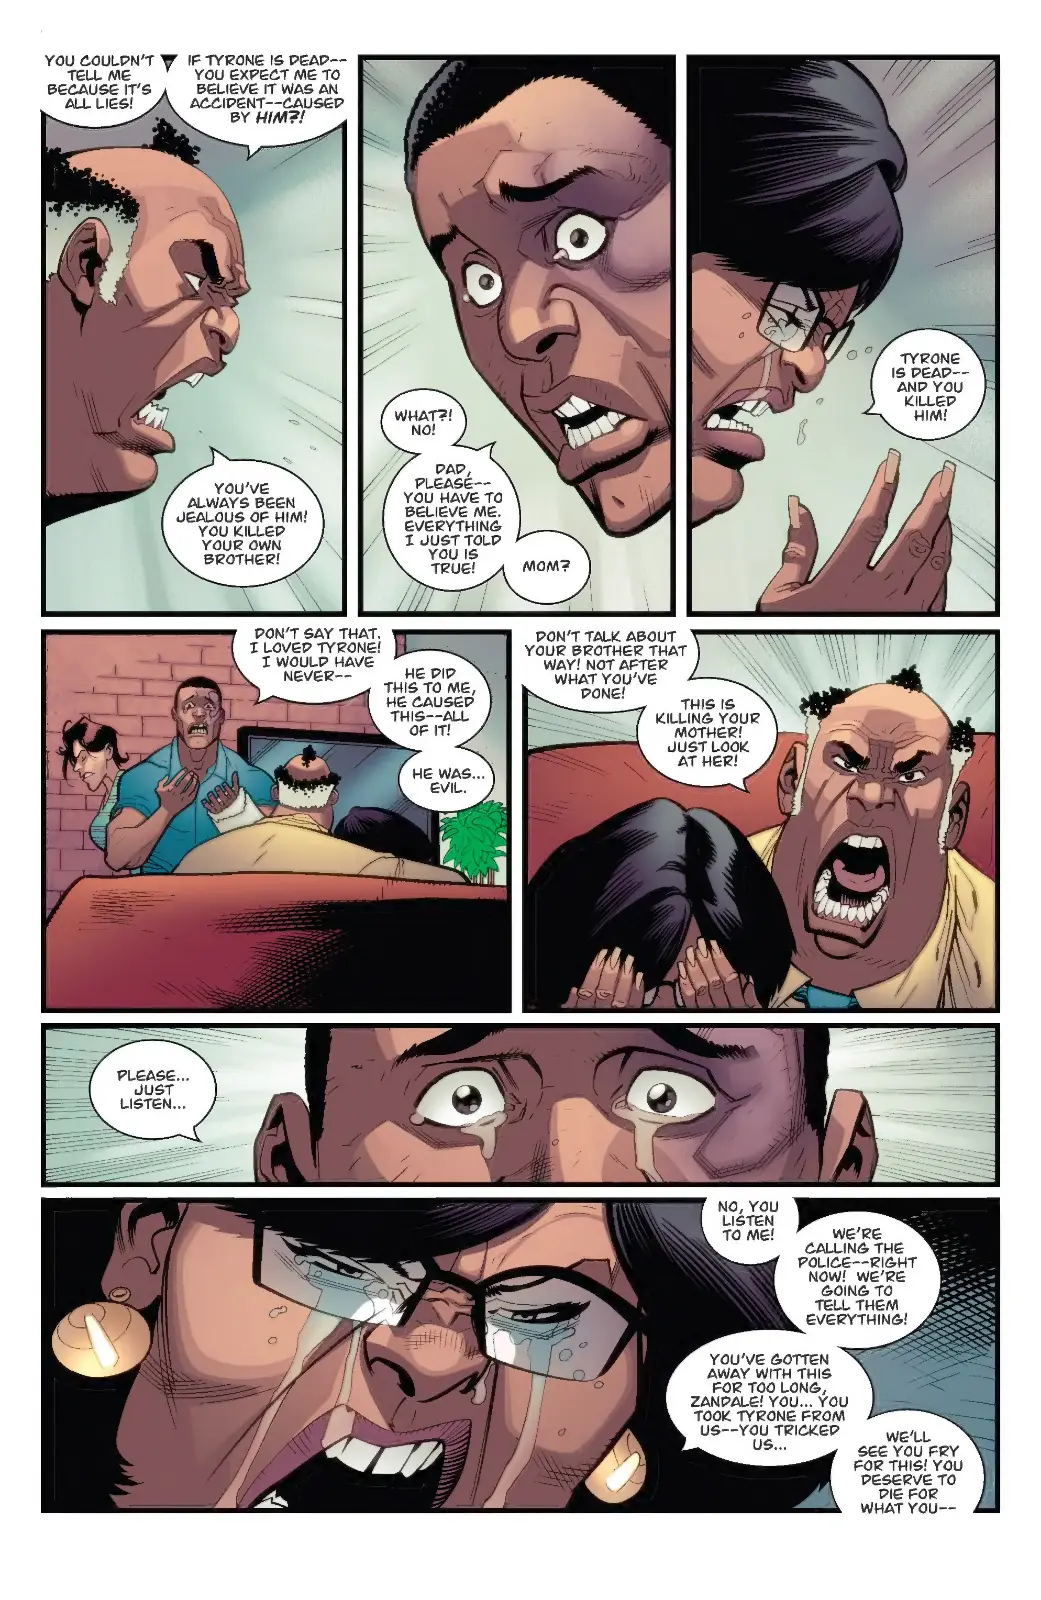 YOU COULDN'T
TELL ME
BECAUSE IT'S
ALL LIES!
IF TYRONE IS DEAD--
YOU EXPECT ME TO
BELIEVE IT WAS AN
ACCIDENT--CAUSED
BY HIM?!
YOU'VE
ALWAYS BEEN
JEALOUS OF HIM!
YOU KILLED
YOUR OWN
BROTHER!
WHAT?!
NO!
DAD,
PLEASE--
YOU HAVE TO
BELIEVE ME.
EVERYTHING
I JUST TOLD
YOU IS
TRUE!
MOM?
TYRONE
IS DEAD--
AND YOU
KILLED
HIM!
DON'T SAY THAT.
I LOVED TYRONE!
I WOULD HAVE
NEVER--
HE DID
THIS TO ME,
HE CAUSED
THIS--ALL
OF IT!
HE WAS...
EVIL.
DON'T TALK ABOUT
YOUR BROTHER THAT
WAY! NOT AFTER
WHAT YOU'VE
DONE!
THIS IS
KILLING YOUR
MOTHER!
JUST LOOK
AT HER!
PLEASE...
JUST
LISTEN...
NO, YOU
LISTEN
TO ME!
WE'RE
CALLING THE
POLICE--RIGHT
NOW! WE'RE
GOING TO
TELL THEM
EVERYTHING!
YOU'VE GOTTEN
AWAY WITH THIS
FOR TOO LONG,
ZANDALE! YOU... YOU
TOOK TYRONE FROM
US--YOU TRICKED
US...
WE'LL
SEE YOU FRY
FOR THIS! YOU
DESERVE TO
DIE FOR
WHAT YOU--